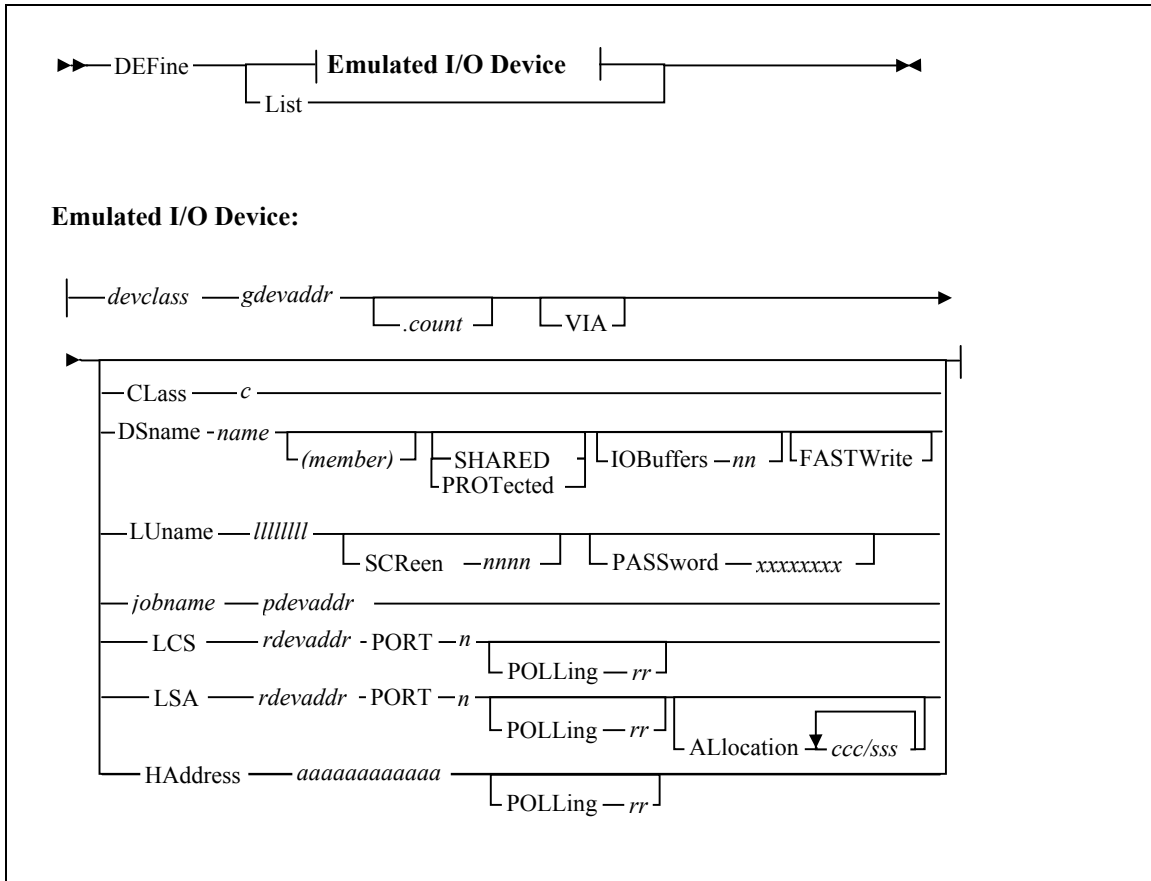 DEFine Emulated I/O Device
List
Emulated I/O Device:
devclass gdevaddr
.count VIA
CLass c
DSname name
(member) SHARED IOBuffers nn FASTWrite
PROTected
LUname llllllll
SCReen nnnn PASSword xxxxxxxx
jobname pdevaddr
LCS rdevaddr PORT n
POLLing rr
LSA rdevaddr PORT n
POLLing rr
ALlocation ccc/sss
HAddress aaaaaaaaaaaa
POLLing rr